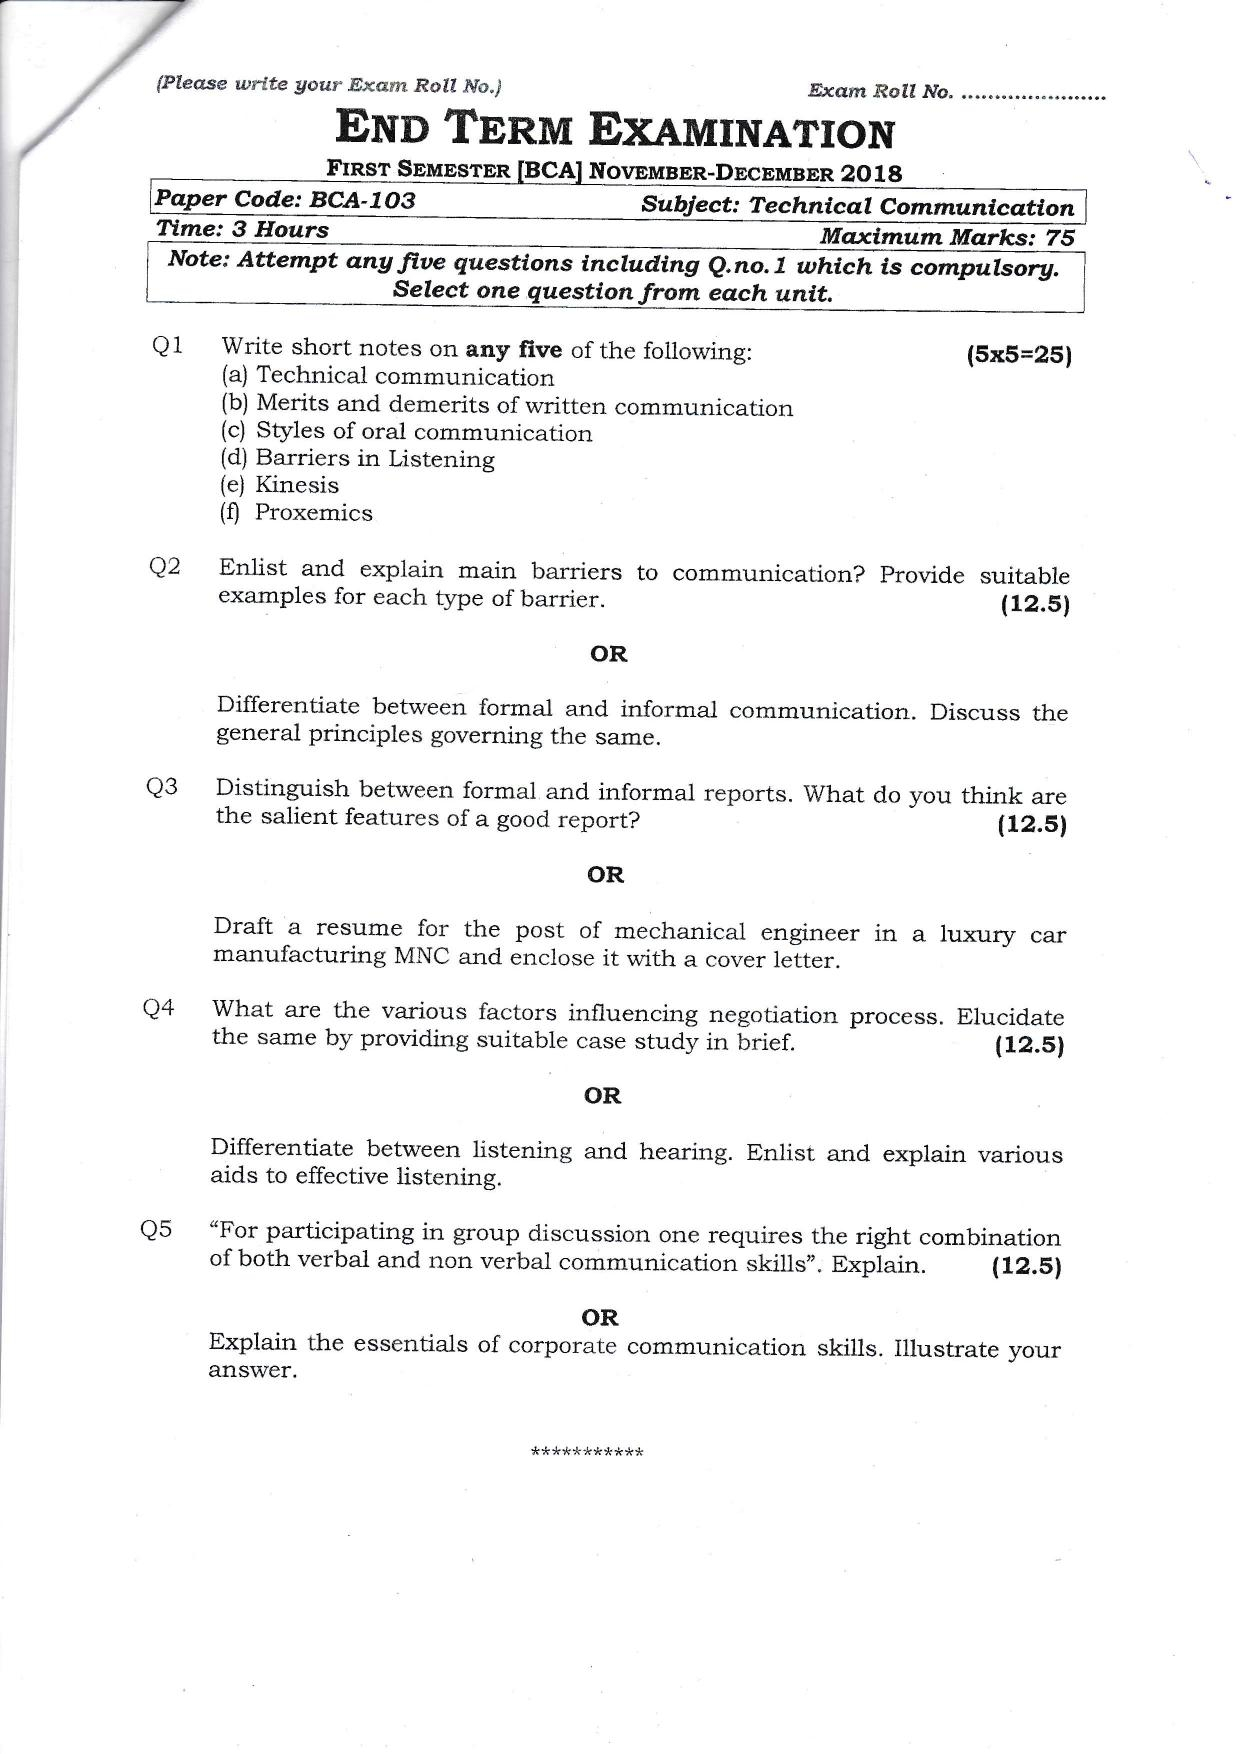 (Please write your Exam Roll No.)
Exam Roll No. ......................
END TERM EXAMINATION
FIRST SEMESTER [BCA] NOVEMBER-DECEMBER 2018
Paper Code: BCA-103 Subject: Technical Communication
Time: 3 Hours Maximum Marks: 75
Note: Attempt any five questions including Q.no.1 which is compulsory.
Select one question from each unit.
Q1 Write short notes on any five of the following: (5x5=25)
(a) Technical communication
(b) Merits and demerits of written communication
(c) Styles of oral communication
(d) Barriers in Listening
(e) Kinesis
(f) Proxemics
Q2 Enlist and explain main barriers to communication? Provide suitable
examples for each type of barrier. (12.5)
OR
Differentiate between formal and informal communication. Discuss the
general principles governing the same.
Q3 Distinguish between formal and informal reports. What do you think are
the salient features of a good report? (12.5)
OR
Draft a resume for the post of mechanical engineer in a luxury car
manufacturing MNC and enclose it with a cover letter.
Q4 What are the various factors influencing negotiation process. Elucidate
the same by providing suitable case study in brief. (12.5)
OR
Differentiate between listening and hearing. Enlist and explain various
aids to effective listening.
Q5 “For participating in group discussion one requires the right combination
of both verbal and non verbal communication skills”. Explain. (12.5)
OR
Explain the essentials of corporate communication skills. Illustrate your
answer.
***********